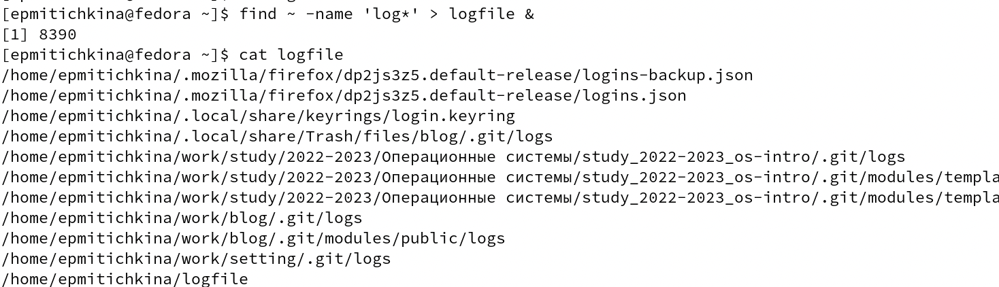 [epmitichkina@fedora ~]$ find ~ -name 'log*' > logfile &
[1] 8390
[epmitichkina@fedora ~]$ cat logfile
/home/epmitichkina/.mozilla/firefox/dp2js3z5.default-release/logins-backup.json
/home/epmitichkina/.mozilla/firefox/dp2js3z5.default-release/logins.json
/home/epmitichkina/.local/share/keyrings/login.keyring
/home/epmitichkina/.local/share/Trash/files/blog/.git/logs
/home/epmitichkina/work/study/2022-2023/Операционные системы/study_2022-2023_os-intro/.git/logs
/home/epmitichkina/work/study/2022-2023/Операционные системы/study_2022-2023_os-intro/.git/modules/templa
/home/epmitichkina/work/study/2022-2023/Операционные системы/study_2022-2023_os-intro/.git/modules/templa
/home/epmitichkina/work/blog/.git/logs
/home/epmitichkina/work/blog/.git/modules/public/logs
/home/epmitichkina/work/setting/.git/logs
/home/epmitichkina/logfile